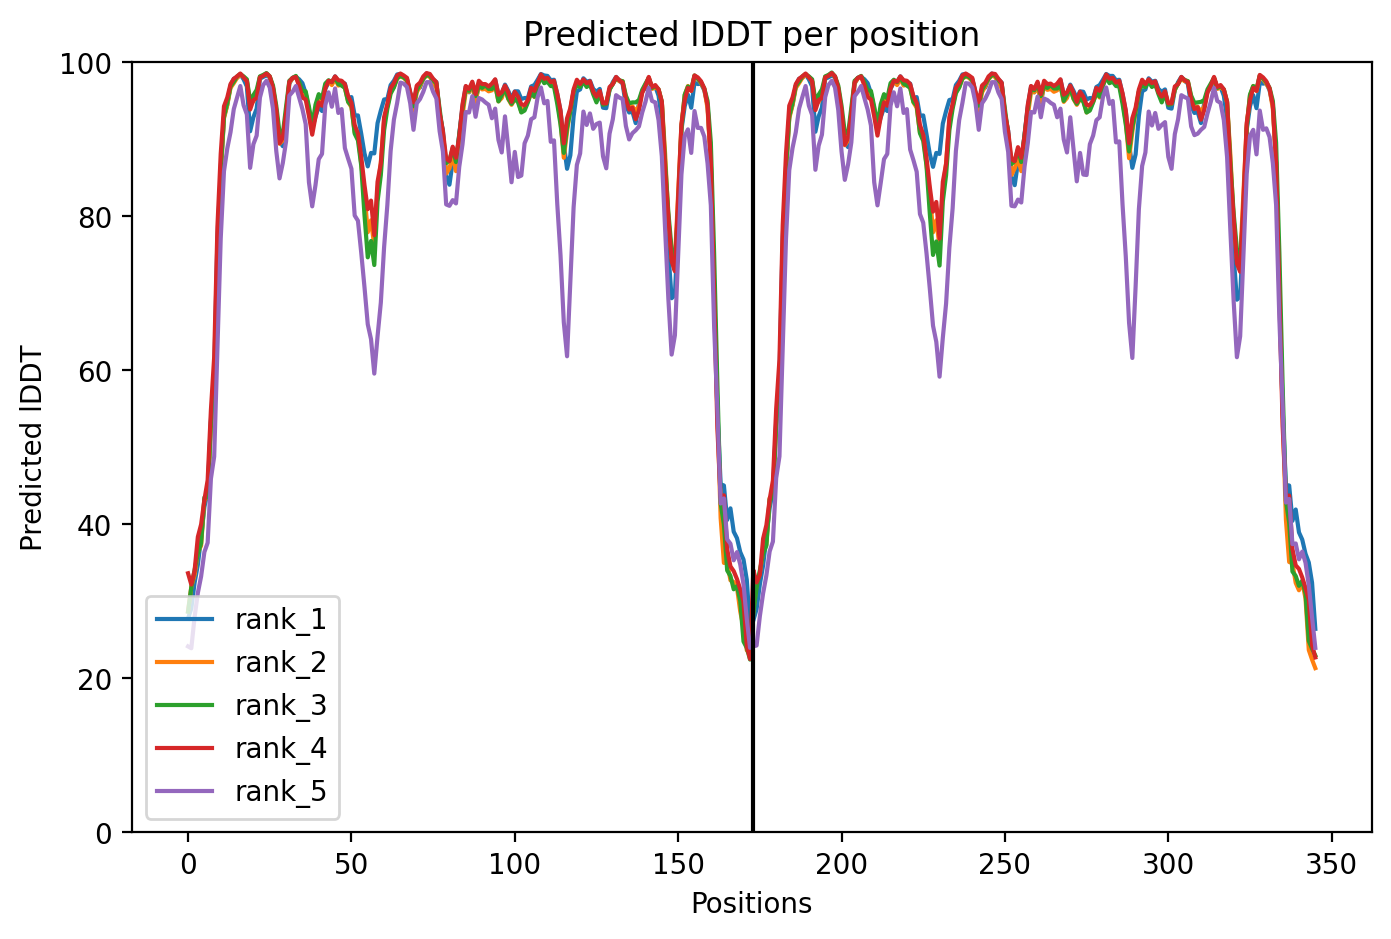 Predicted lDDT per position
100
80
60
40
20
0
Predicted lDDT
rank_1
rank_2
rank_3
rank_4
rank_5
0 50 100 150 200 250 300 350
Positions